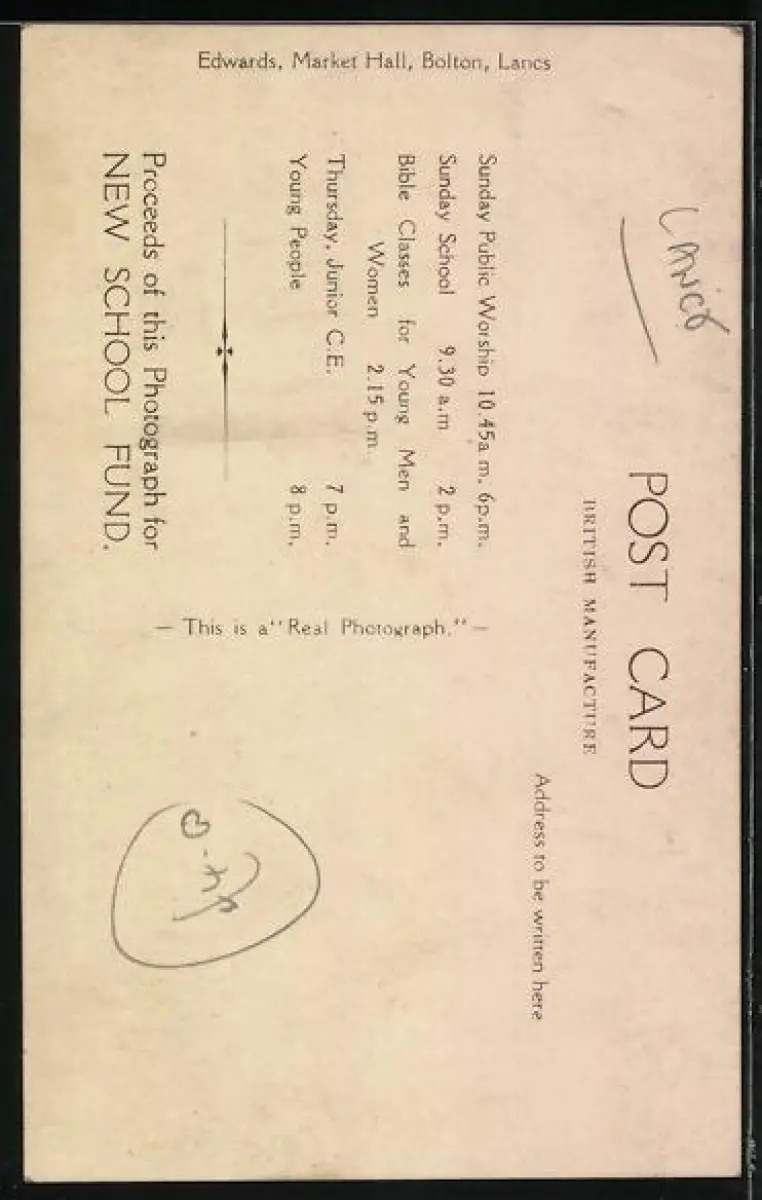 LANCS
POST CARD
BRITISH MANUFACTURE
Address to be written here
Sunday Public Worship 10.45a.m. 6p.m.
Sunday School 9.30 a.m 2 p.m.
Bible Classes for Young Men and
Women 2.15 p.m
Thursday, Junior C.E. 7 p.m.
Young People 8 p.m.
Proceeds of this Photograph for
NEW SCHOOL FUND.
Edwards, Market Hall, Bolton, Lancs
— This is a "Real Photograph." —